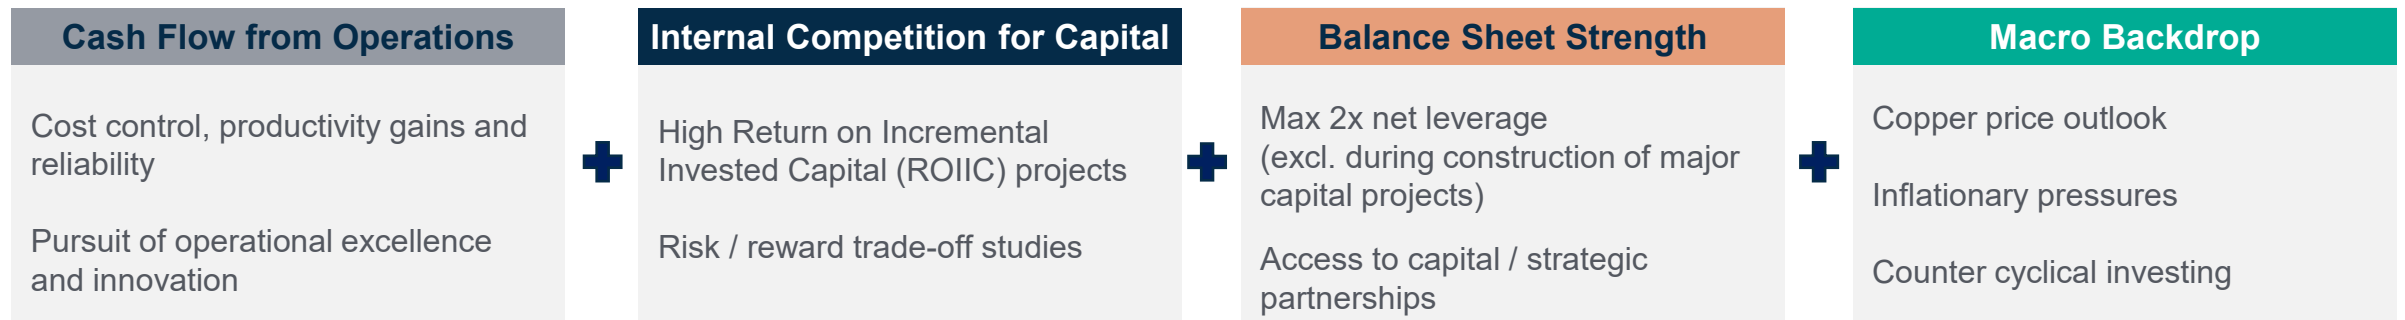 Cash Flow from Operations
Cost control, productivity gains and
reliability
Pursuit of operational excellence
and innovation
Internal Competition for Capital
High Return on Incremental
Invested Capital (ROIIC) projects
Risk / reward trade-off studies
Balance Sheet Strength
Max 2x net leverage
(excl. during construction of major
capital projects)
Access to capital / strategic
partnerships
Macro Backdrop
Copper price outlook
Inflationary pressures
Counter cyclical investing